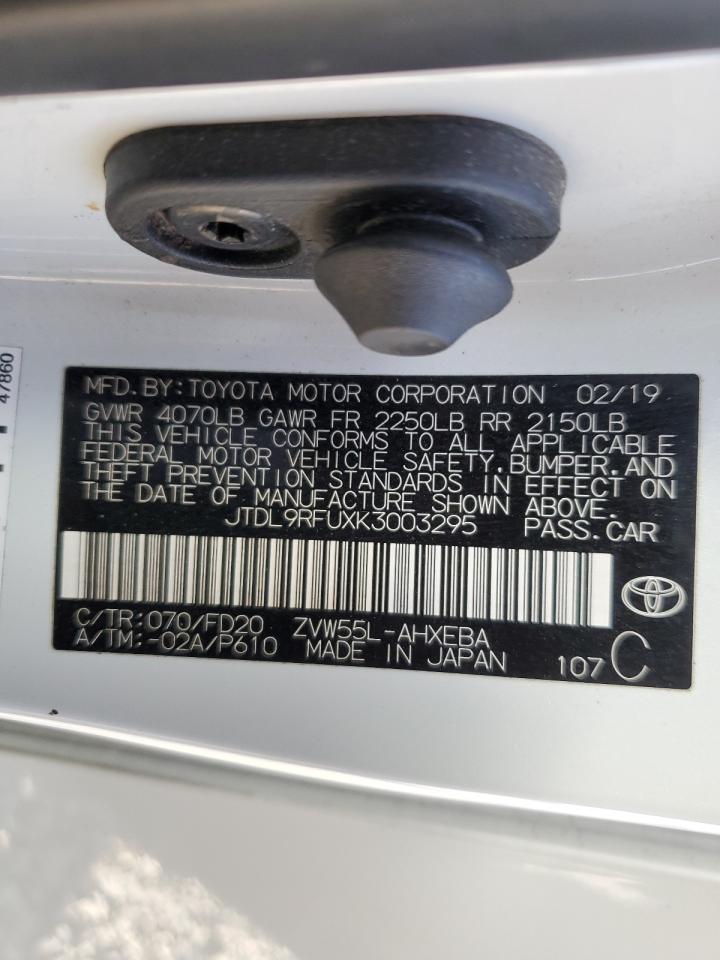 47860
MFD.BY:TOYOTA MOTOR CORPORATION 02/19
GVWR 4070LB GAWR FR 2250LB RR 2150LB
THIS VEHICLE CONFORMS TO ALL APPLICABLE
FEDERAL MOTOR VEHICLE SAFETY,BUMPER,AND
THEFT PREVENTION STANDARDS IN EFFECT ON
THE DATE OF MANUFACTURE SHOWN ABOVE.
JTDL9RFUXK3003295 PASS.CAR
C/TR:070/FD20 ZVW55L-AHXEBA
A/TM:-02A/P610 MADE IN JAPAN 107 C